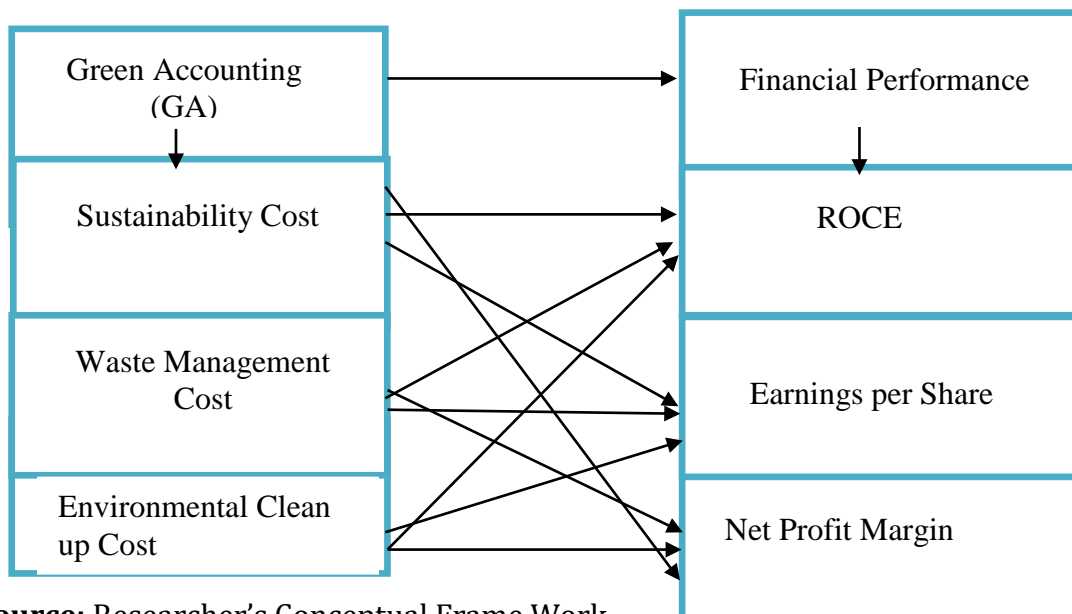 Green Accounting
(GA)
Financial Performance
Sustainability Cost
ROCE
Waste Management
Cost
Earnings per Share
Environmental Clean
up Cost
Net Profit Margin
Researcher's Conceptual Frame Work